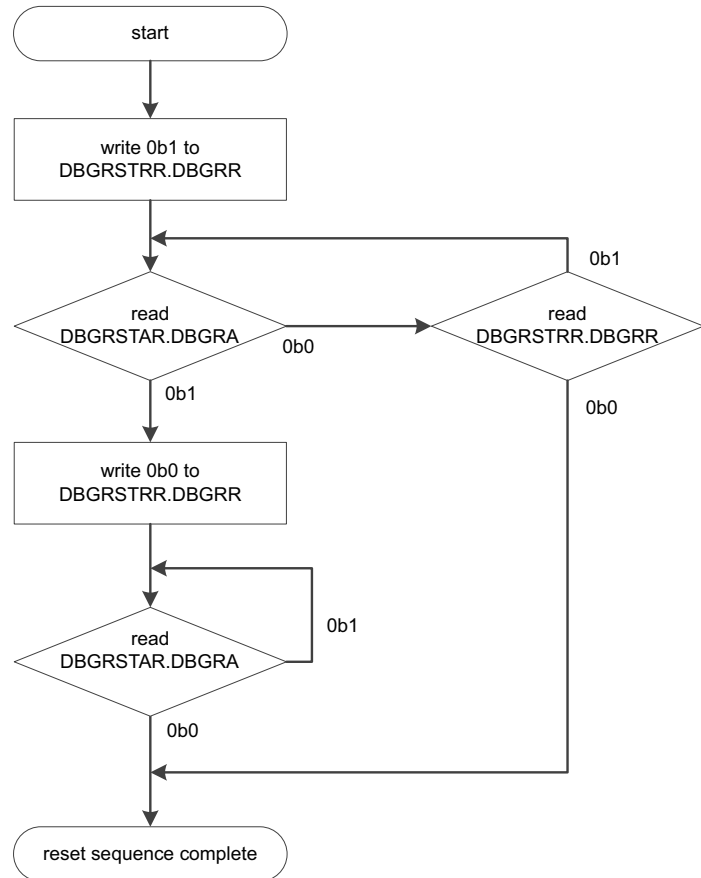 start
write 0b1 to
DBGRSTRR.DBGRR
0b1
read
DBGRSTAR.DBGRA
0b0
read
DBGRSTRR.DBGRR
0b1
0b0
write 0b0 to
DBGRSTRR.DBGRR
read
DBGRSTAR.DBGRA
0b1
0b0
reset sequence complete